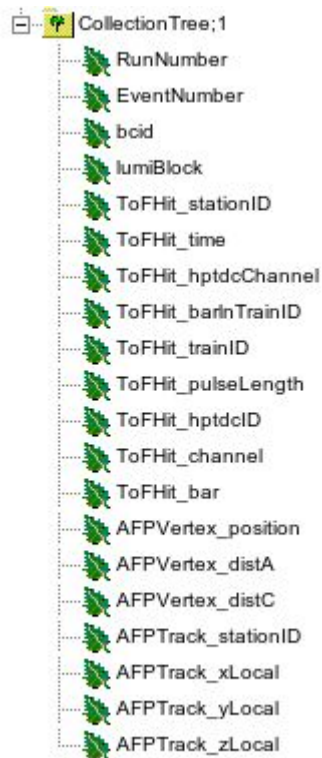 CollectionTree;1
RunNumber
EventNumber
bcid
lumiBlock
ToFHit_stationID
ToFHit_time
ToFHit_hptdcChannel
ToFHit_barInTrainID
ToFHit_trainID
ToFHit_pulseLength
ToFHit_hptdcID
ToFHit_channel
ToFHit_bar
AFPVertex_position
AFPVertex_distA
AFPVertex_distC
AFPTrack_stationID
AFPTrack_xLocal
AFPTrack_yLocal
AFPTrack_zLocal